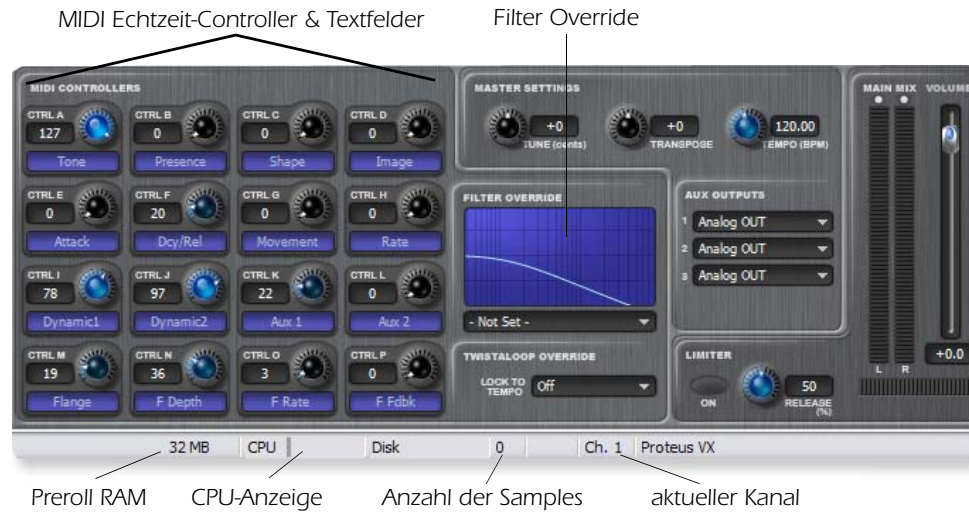 MIDI Echtzeit-Controller & Textfelder
Filter Override
MIDI CONTROLLERS
CTRL A
127
Tone
CTRL B
0
Presence
CTRL C
0
Shape
CTRL D
0
Image
CTRL E
0
Attack
CTRL F
20
Dcy/Rel
CTRL G
0
Movement
CTRL H
0
Rate
CTRL I
78
Dynamic1
CTRL J
97
Dynamic2
CTRL K
22
Aux 1
CTRL L
0
Aux 2
CTRL M
19
Flange
CTRL N
36
F Depth
CTRL O
3
F Rate
CTRL P
0
F Fdbk
MASTER SETTINGS
+0
TUNE (cents)
+0
TRANSPOSE
120.00
TEMPO (BPM)
FILTER OVERRIDE
- Not Set -
TWISTALOOP OVERRIDE
LOCK TO
TEMPO
Off
AUX OUTPUTS
1 Analog OUT
2 Analog OUT
3 Analog OUT
LIMITER
ON
50
RELEASE
(%)
MAIN MIX
VOLUME
+0.0
L R
32 MB
CPU
Disk
0
Ch. 1
Proteus VX
Preroll RAM
CPU-Anzeige
Anzahl der Samples
aktueller Kanal